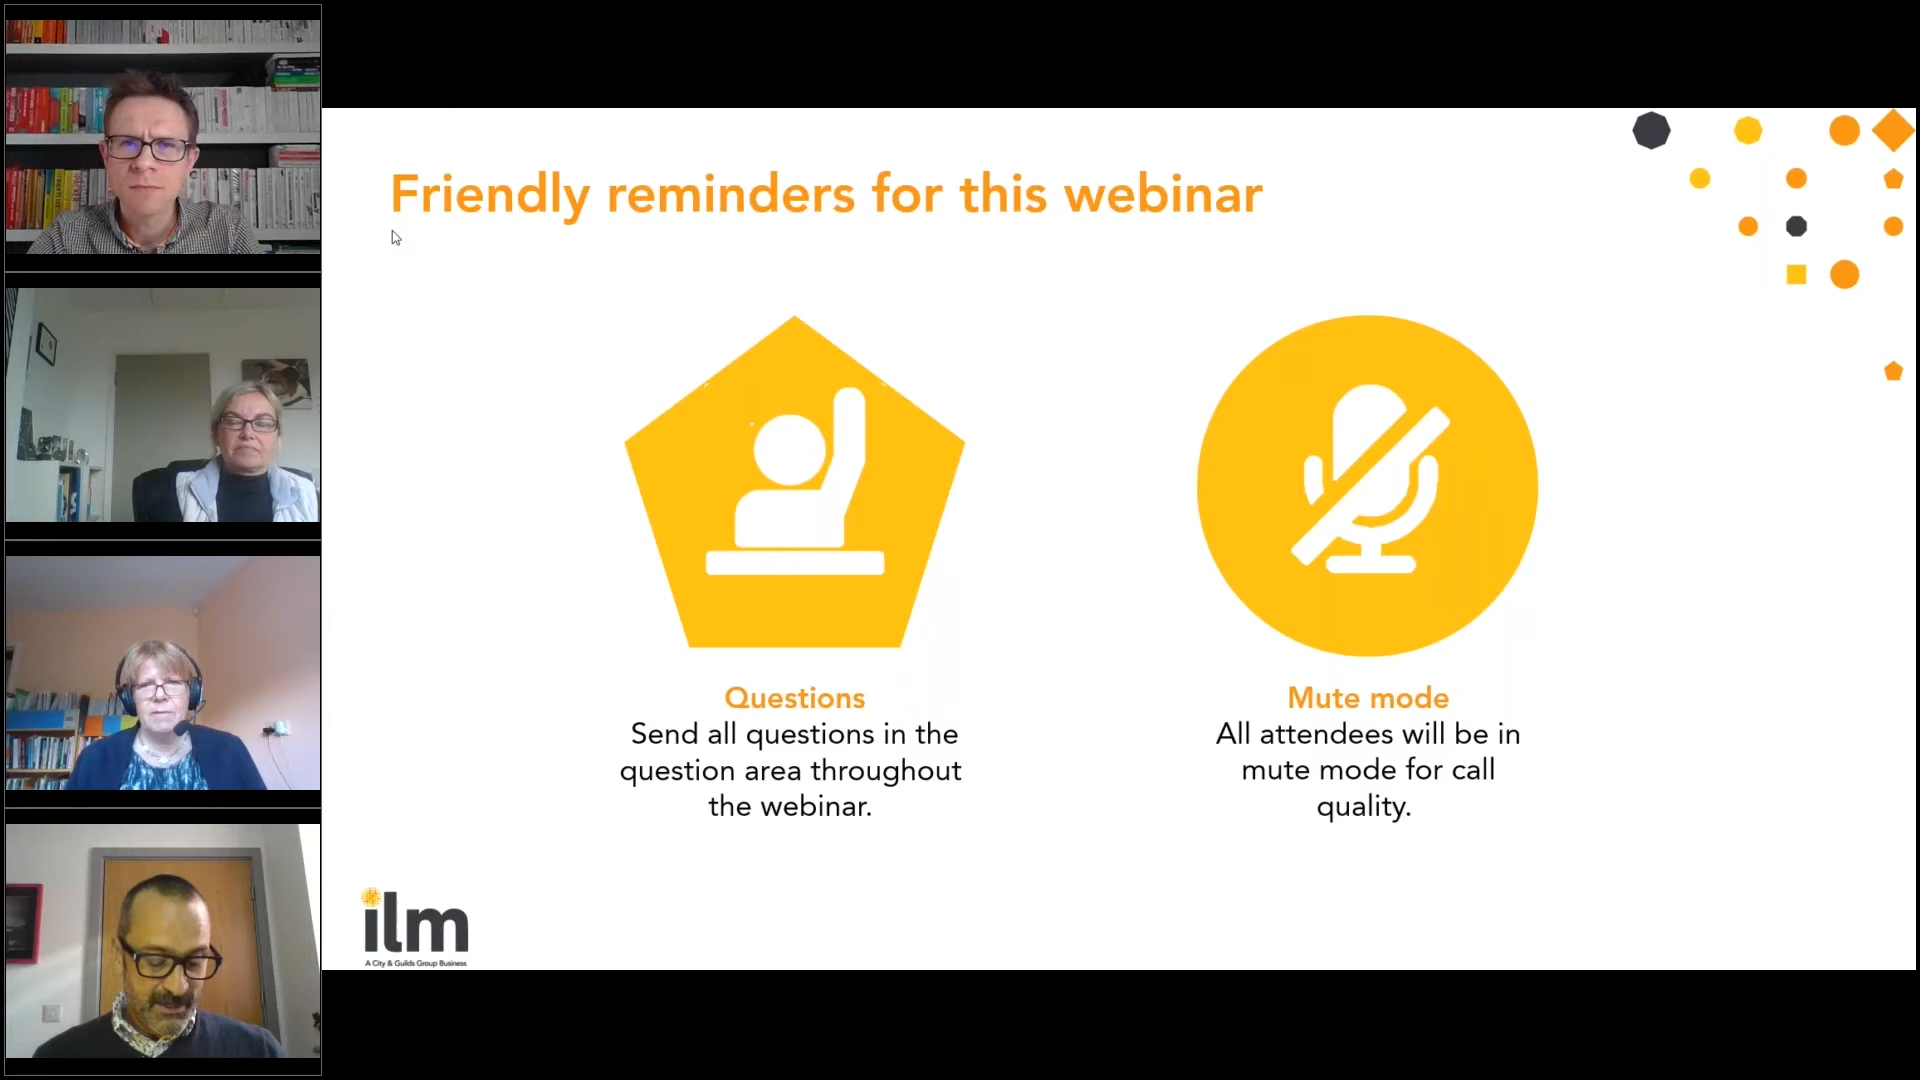 Friendly reminders for this webinar
Questions
Send all questions in the
question area throughout
the webinar.
Mute mode
All attendees will be in
mute mode for call
quality.
ilm
A City & Guilds Group Business